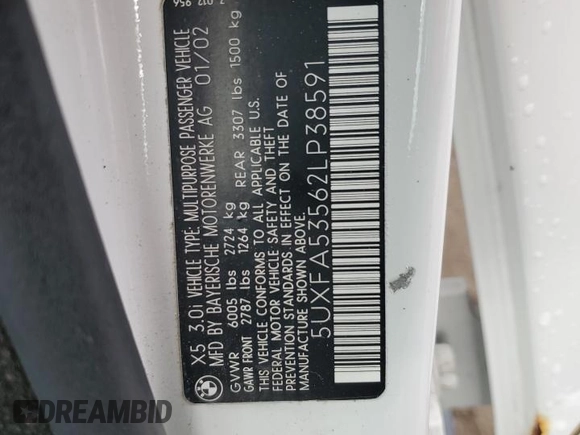 X5 3.0i VEHICLE TYPE: MULTIPURPOSE PASSENGER VEHICLE
MFD BY BAYERISCHE MOTORENWERKE AG 01/02
GVWR 6005 lbs 2724 kg
GAWR FRONT 2787 lbs 1264 kg REAR 3307 lbs 1500 kg
THIS VEHICLE CONFORMS TO ALL APPLICABLE U.S.
FEDERAL MOTOR VEHICLE SAFETY AND THEFT
PREVENTION STANDARDS IN EFFECT ON THE DATE OF
MANUFACTURE SHOWN ABOVE.
5UXFA53562LP38591
BMW
DREAMBID